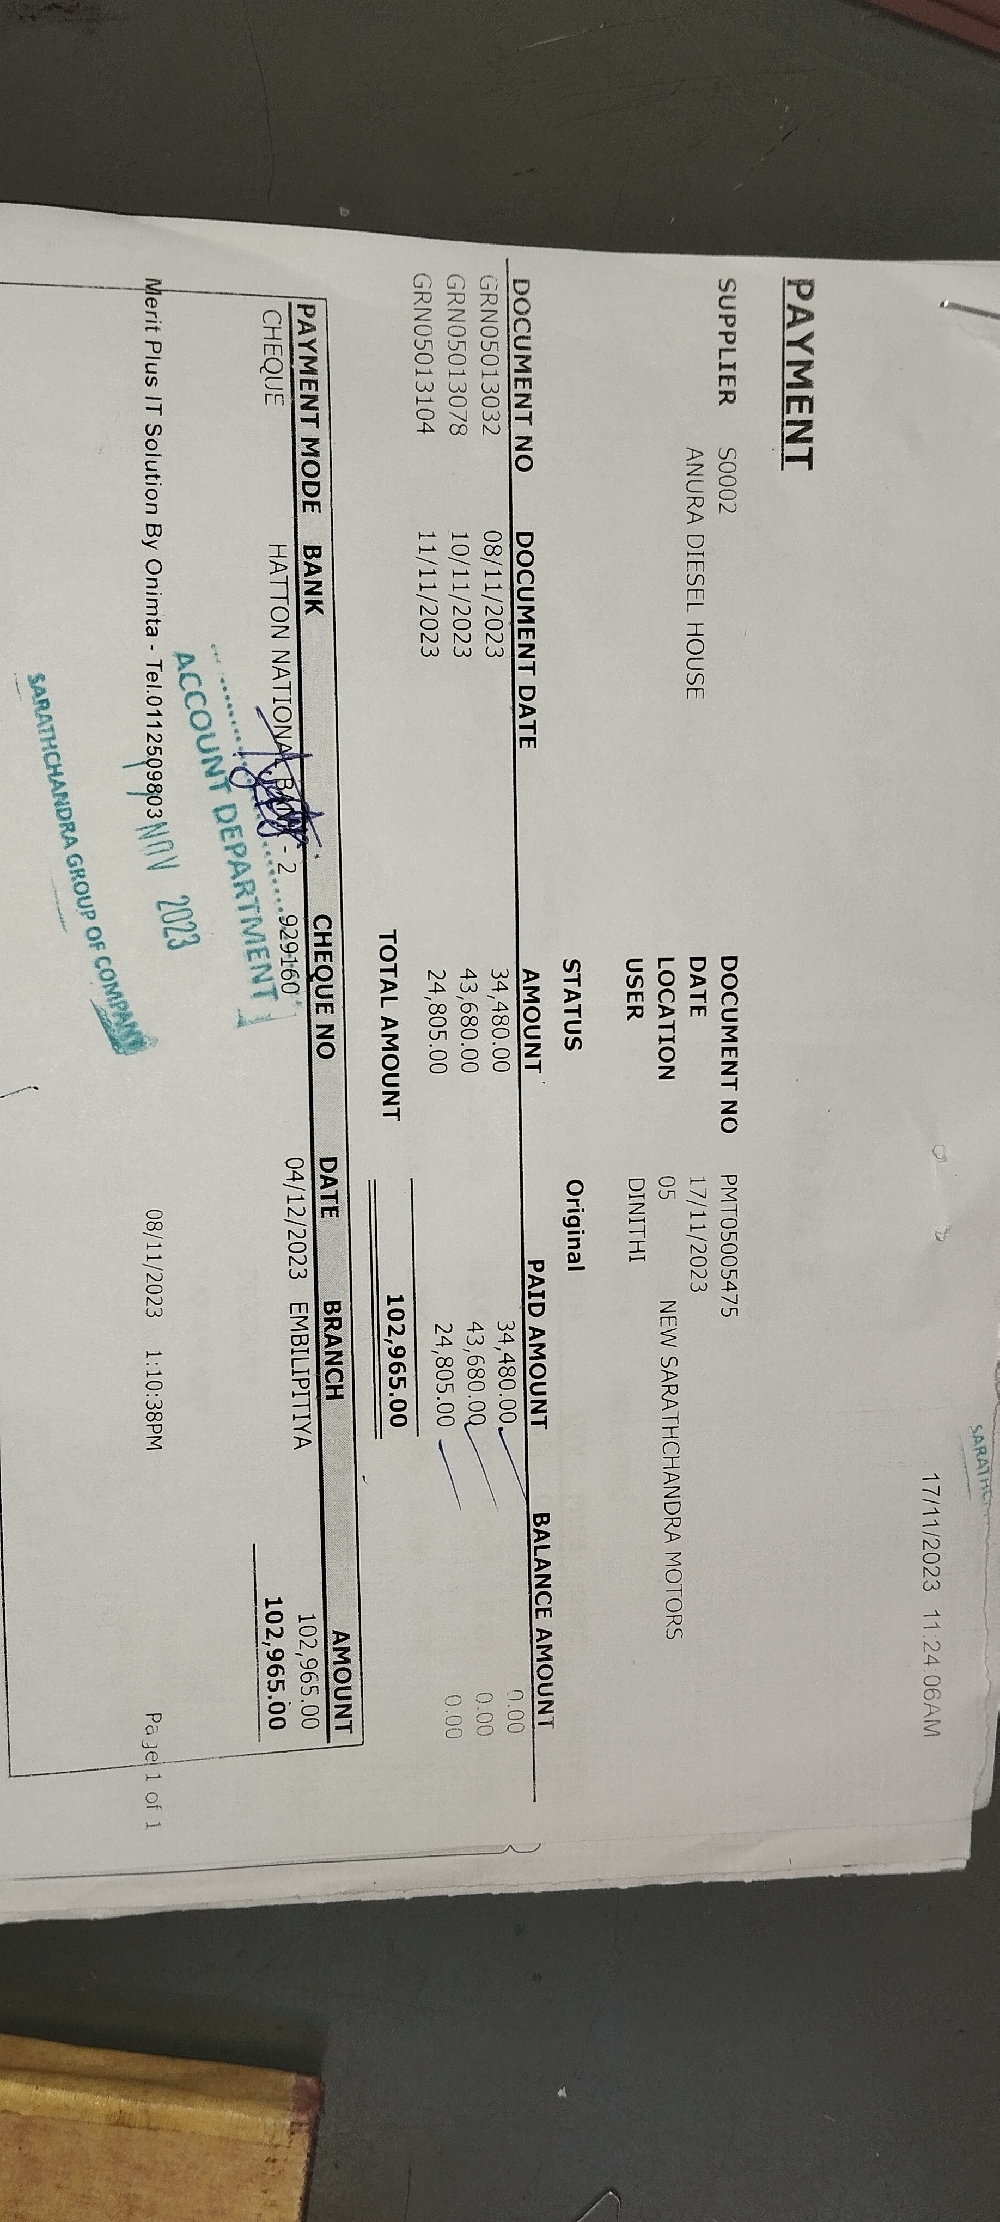 SARATHC
17/11/2023 11:24:06AM
PAYMENT
SUPPLIER S0002 DOCUMENT NO PMT05005475
ANURA DIESEL HOUSE DATE 17/11/2023
LOCATION 05 NEW SARATHCHANDRA MOTORS
USER DINITHI
STATUS Original
DOCUMENT NO DOCUMENT DATE AMOUNT PAID AMOUNT BALANCE AMOUNT
GRN05013032 08/11/2023 34,480.00 34,480.00 0.00
GRN05013078 10/11/2023 43,680.00 43,680.00 0.00
GRN05013104 11/11/2023 24,805.00 24,805.00 0.00
TOTAL AMOUNT 102,965.00
PAYMENT MODE BANK CHEQUE NO DATE BRANCH AMOUNT
CHEQUE HATTON NATIONAL BANK - 2 929160 04/12/2023 EMBILIPITIYA 102,965.00
102,965.00
ACCOUNT DEPARTMENT
Merit Plus IT Solution By Onimta - Tel.0112509803 08/11/2023 1:10:38PM Page 1 of 1
NOV 2023
SARATHCHANDRA GROUP OF COMPANY